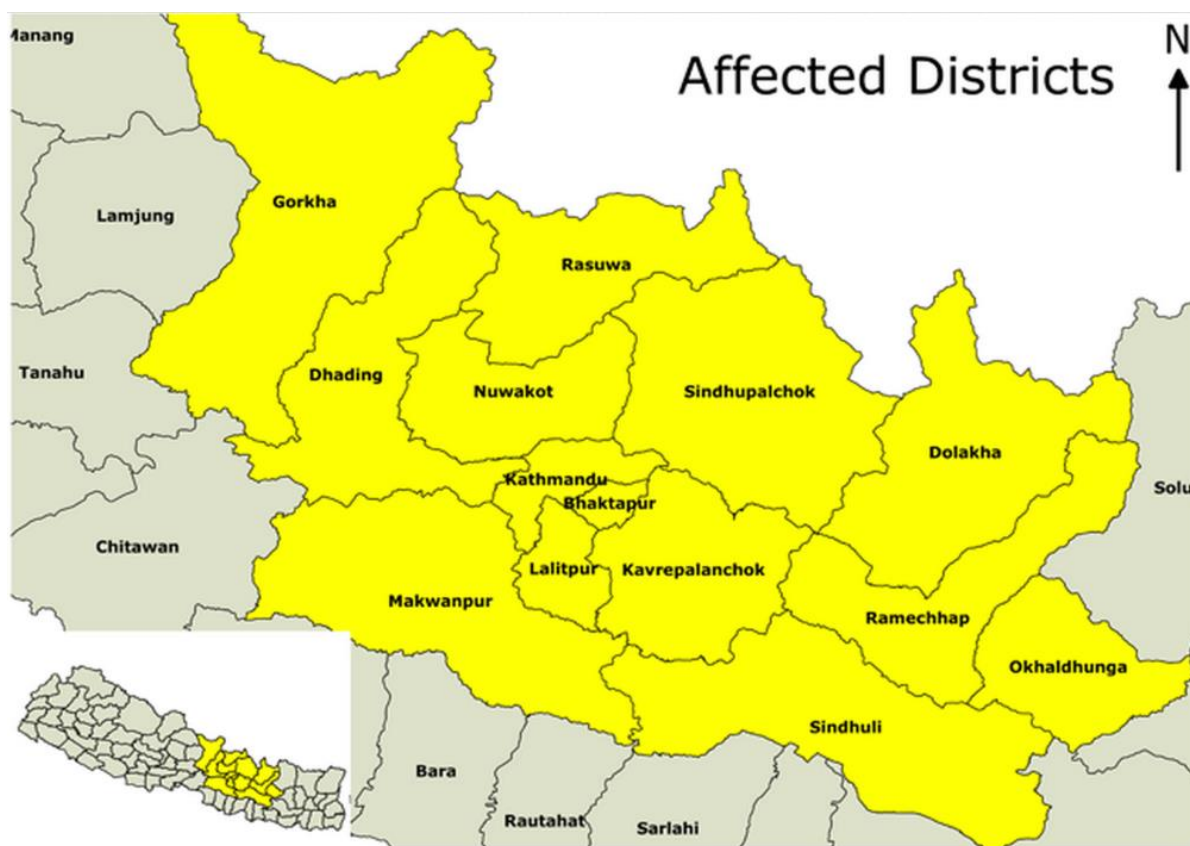 Affected Districts
N
Manang
Lamjung
Gorkha
Rasuwa
Tanahu
Dhading
Nuwakot
Sindhupalchok
Dolakha
Kathmandu
Bhaktapur
Solu
Chitawan
Lalitpur
Kavrepalanchok
Makwanpur
Ramechhap
Okhaldhunga
Sindhuli
Bara
Rautahat
Sarlahi